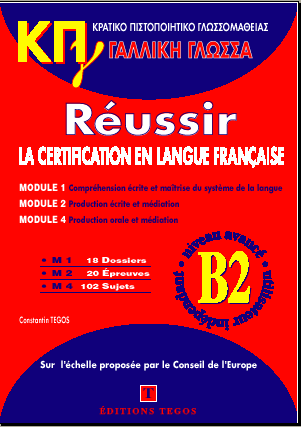 ΚΠγ
ΚΡΑΤΙΚΟ ΠΙΣΤΟΠΟΙΗΤΙΚΟ ΓΛΩΣΣΟΜΑΘΕΙΑΣ
ΓΑΛΛΙΚΗ ΓΛΩΣΣΑ
Réussir
LA CERTIFICATION EN LANGUE FRANÇAISE
MODULE 1 Compréhension écrite et maîtrise du système de la langue
MODULE 2 Production écrite et médiation
MODULE 4 Production orale et médiation
• M 1 18 Dossiers
• M 2 20 Épreuves
• M 4 102 Sujets
• niveau avancé • utilisateur indépendant
B2
Constantin TEGOS
Sur l'échelle proposée par le Conseil de l'Europe
T
ÉDITIONS TEGOS